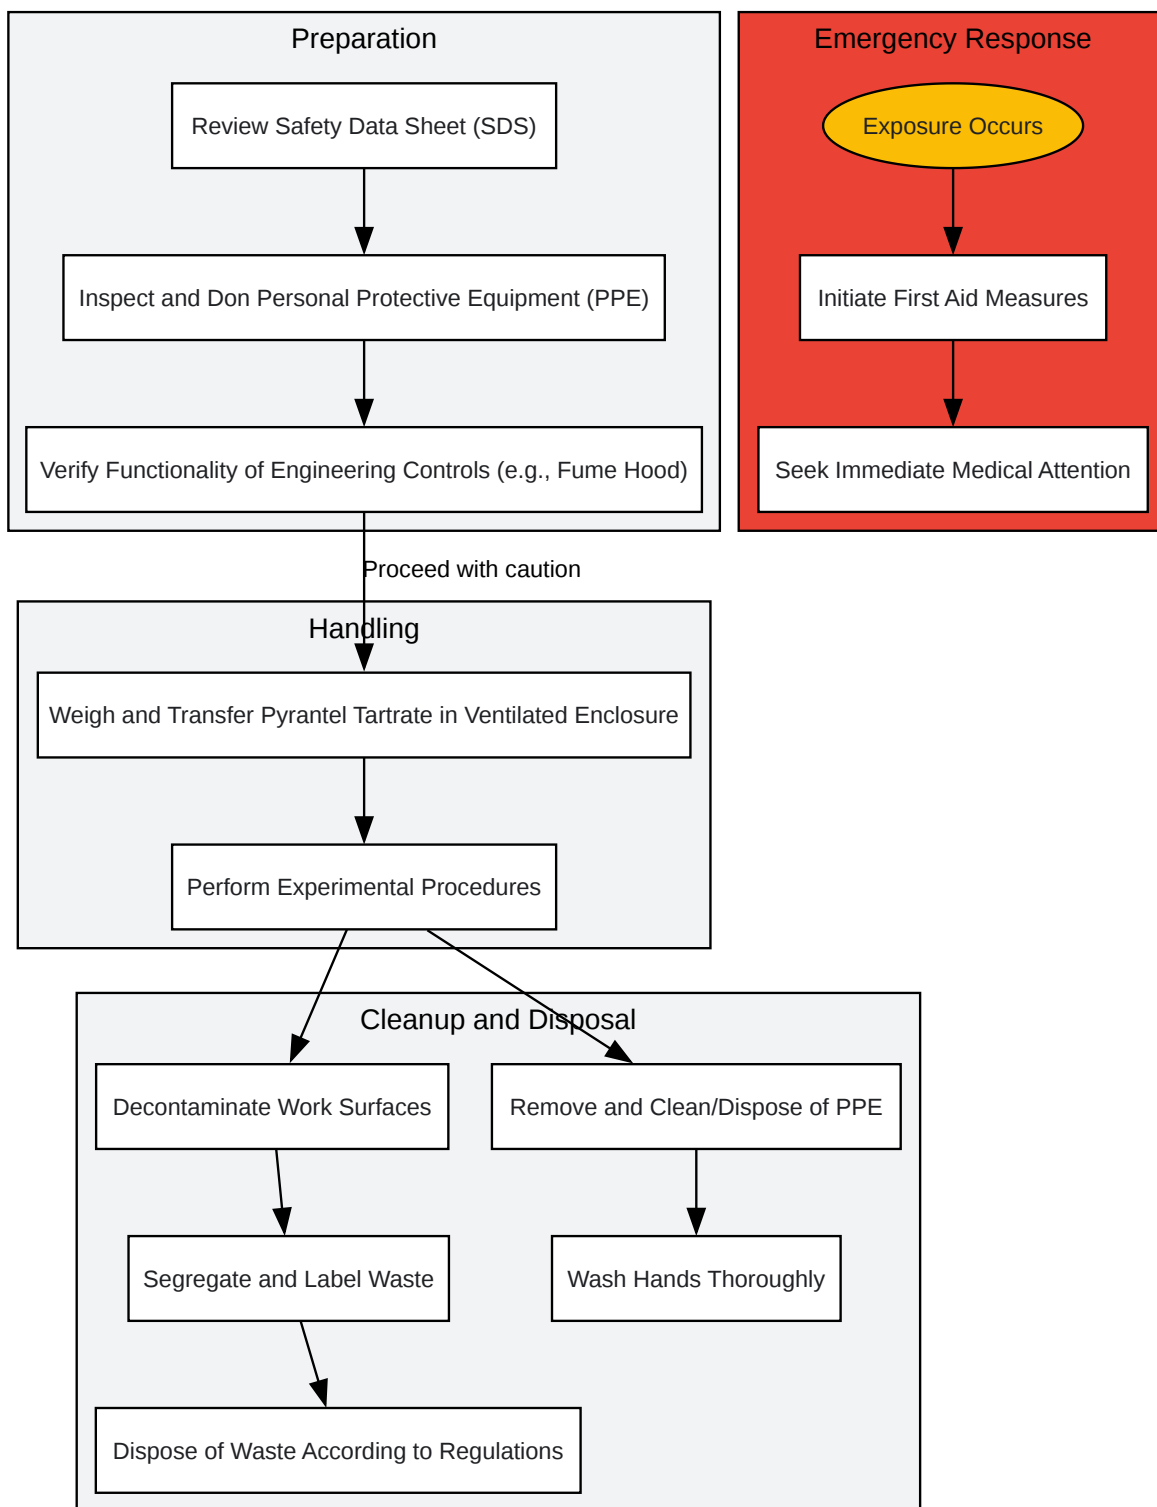 Preparation
Review Safety Data Sheet (SDS)
Inspect and Don Personal Protective Equipment (PPE)
Verify Functionality of Engineering Controls (e.g., Fume Hood)
Emergency Response
Exposure Occurs
Initiate First Aid Measures
Seek Immediate Medical Attention
Proceed with caution
Handling
Weigh and Transfer Pyrantel Tartrate in Ventilated Enclosure
Perform Experimental Procedures
Cleanup and Disposal
Decontaminate Work Surfaces
Remove and Clean/Dispose of PPE
Segregate and Label Waste
Wash Hands Thoroughly
Dispose of Waste According to Regulations